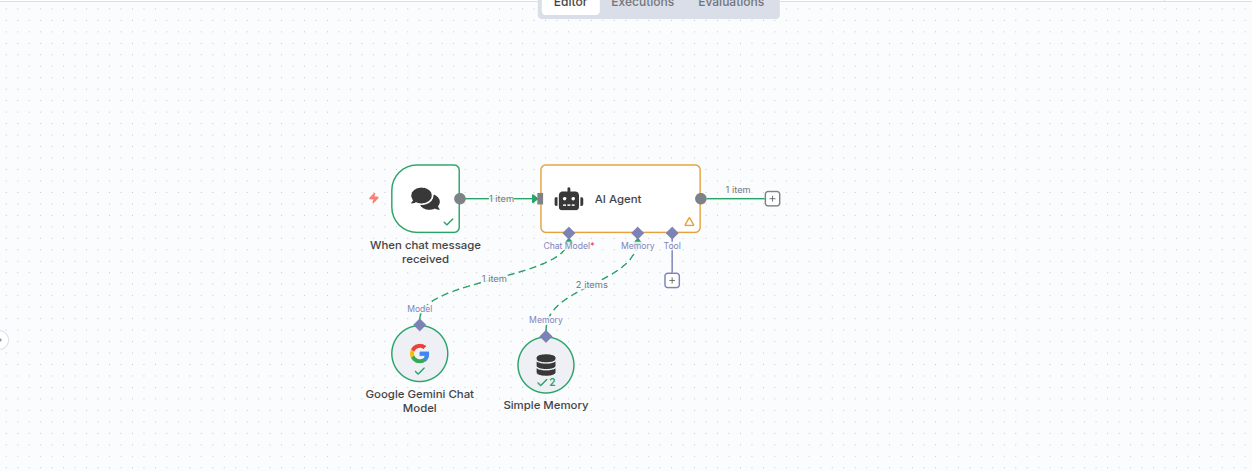 Editor
Executions
Evaluations
1 item
AI Agent
1 item
When chat message
received
Chat Model*
Memory
Tool
1 item
2 items
Model
Memory
2
Google Gemini Chat
Model
Simple Memory